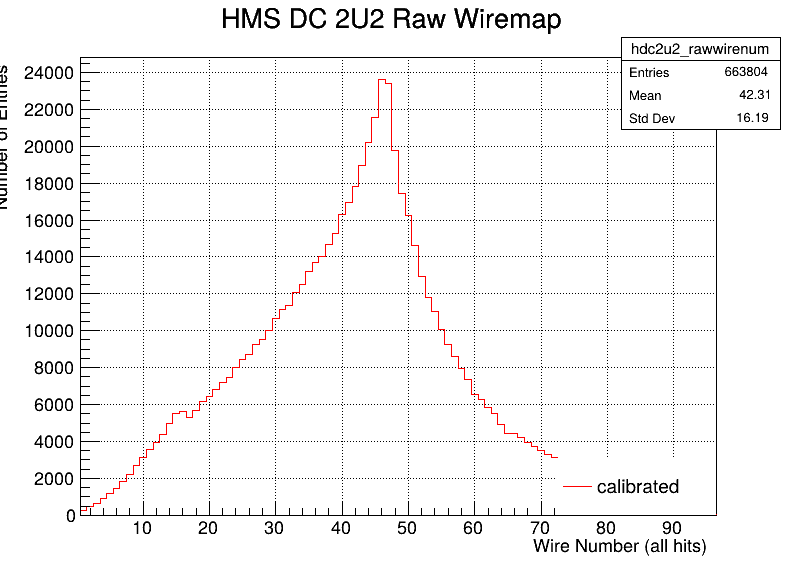 HMS DC 2U2 Raw Wiremap
hdc2u2_rawwirenum
Entries 663804
Mean 42.31
Std Dev 16.19
Number of Entries
24000
22000
20000
18000
16000
14000
12000
10000
8000
6000
4000
2000
0
calibrated
10 20 30 40 50 60 70 80 90
Wire Number (all hits)